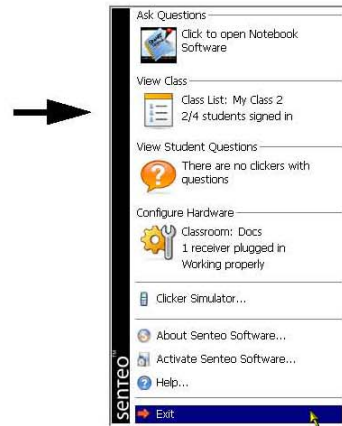 Ask Questions
Click to open Notebook
Software
View Class
Class List: My Class 2
2/4 students signed in
View Student Questions
There are no clickers with
questions
Configure Hardware
Classroom: Docs
1 receiver plugged in
Working properly
Clicker Simulator...
About Senteo Software...
Activate Senteo Software...
Help...
Exit
senteo™